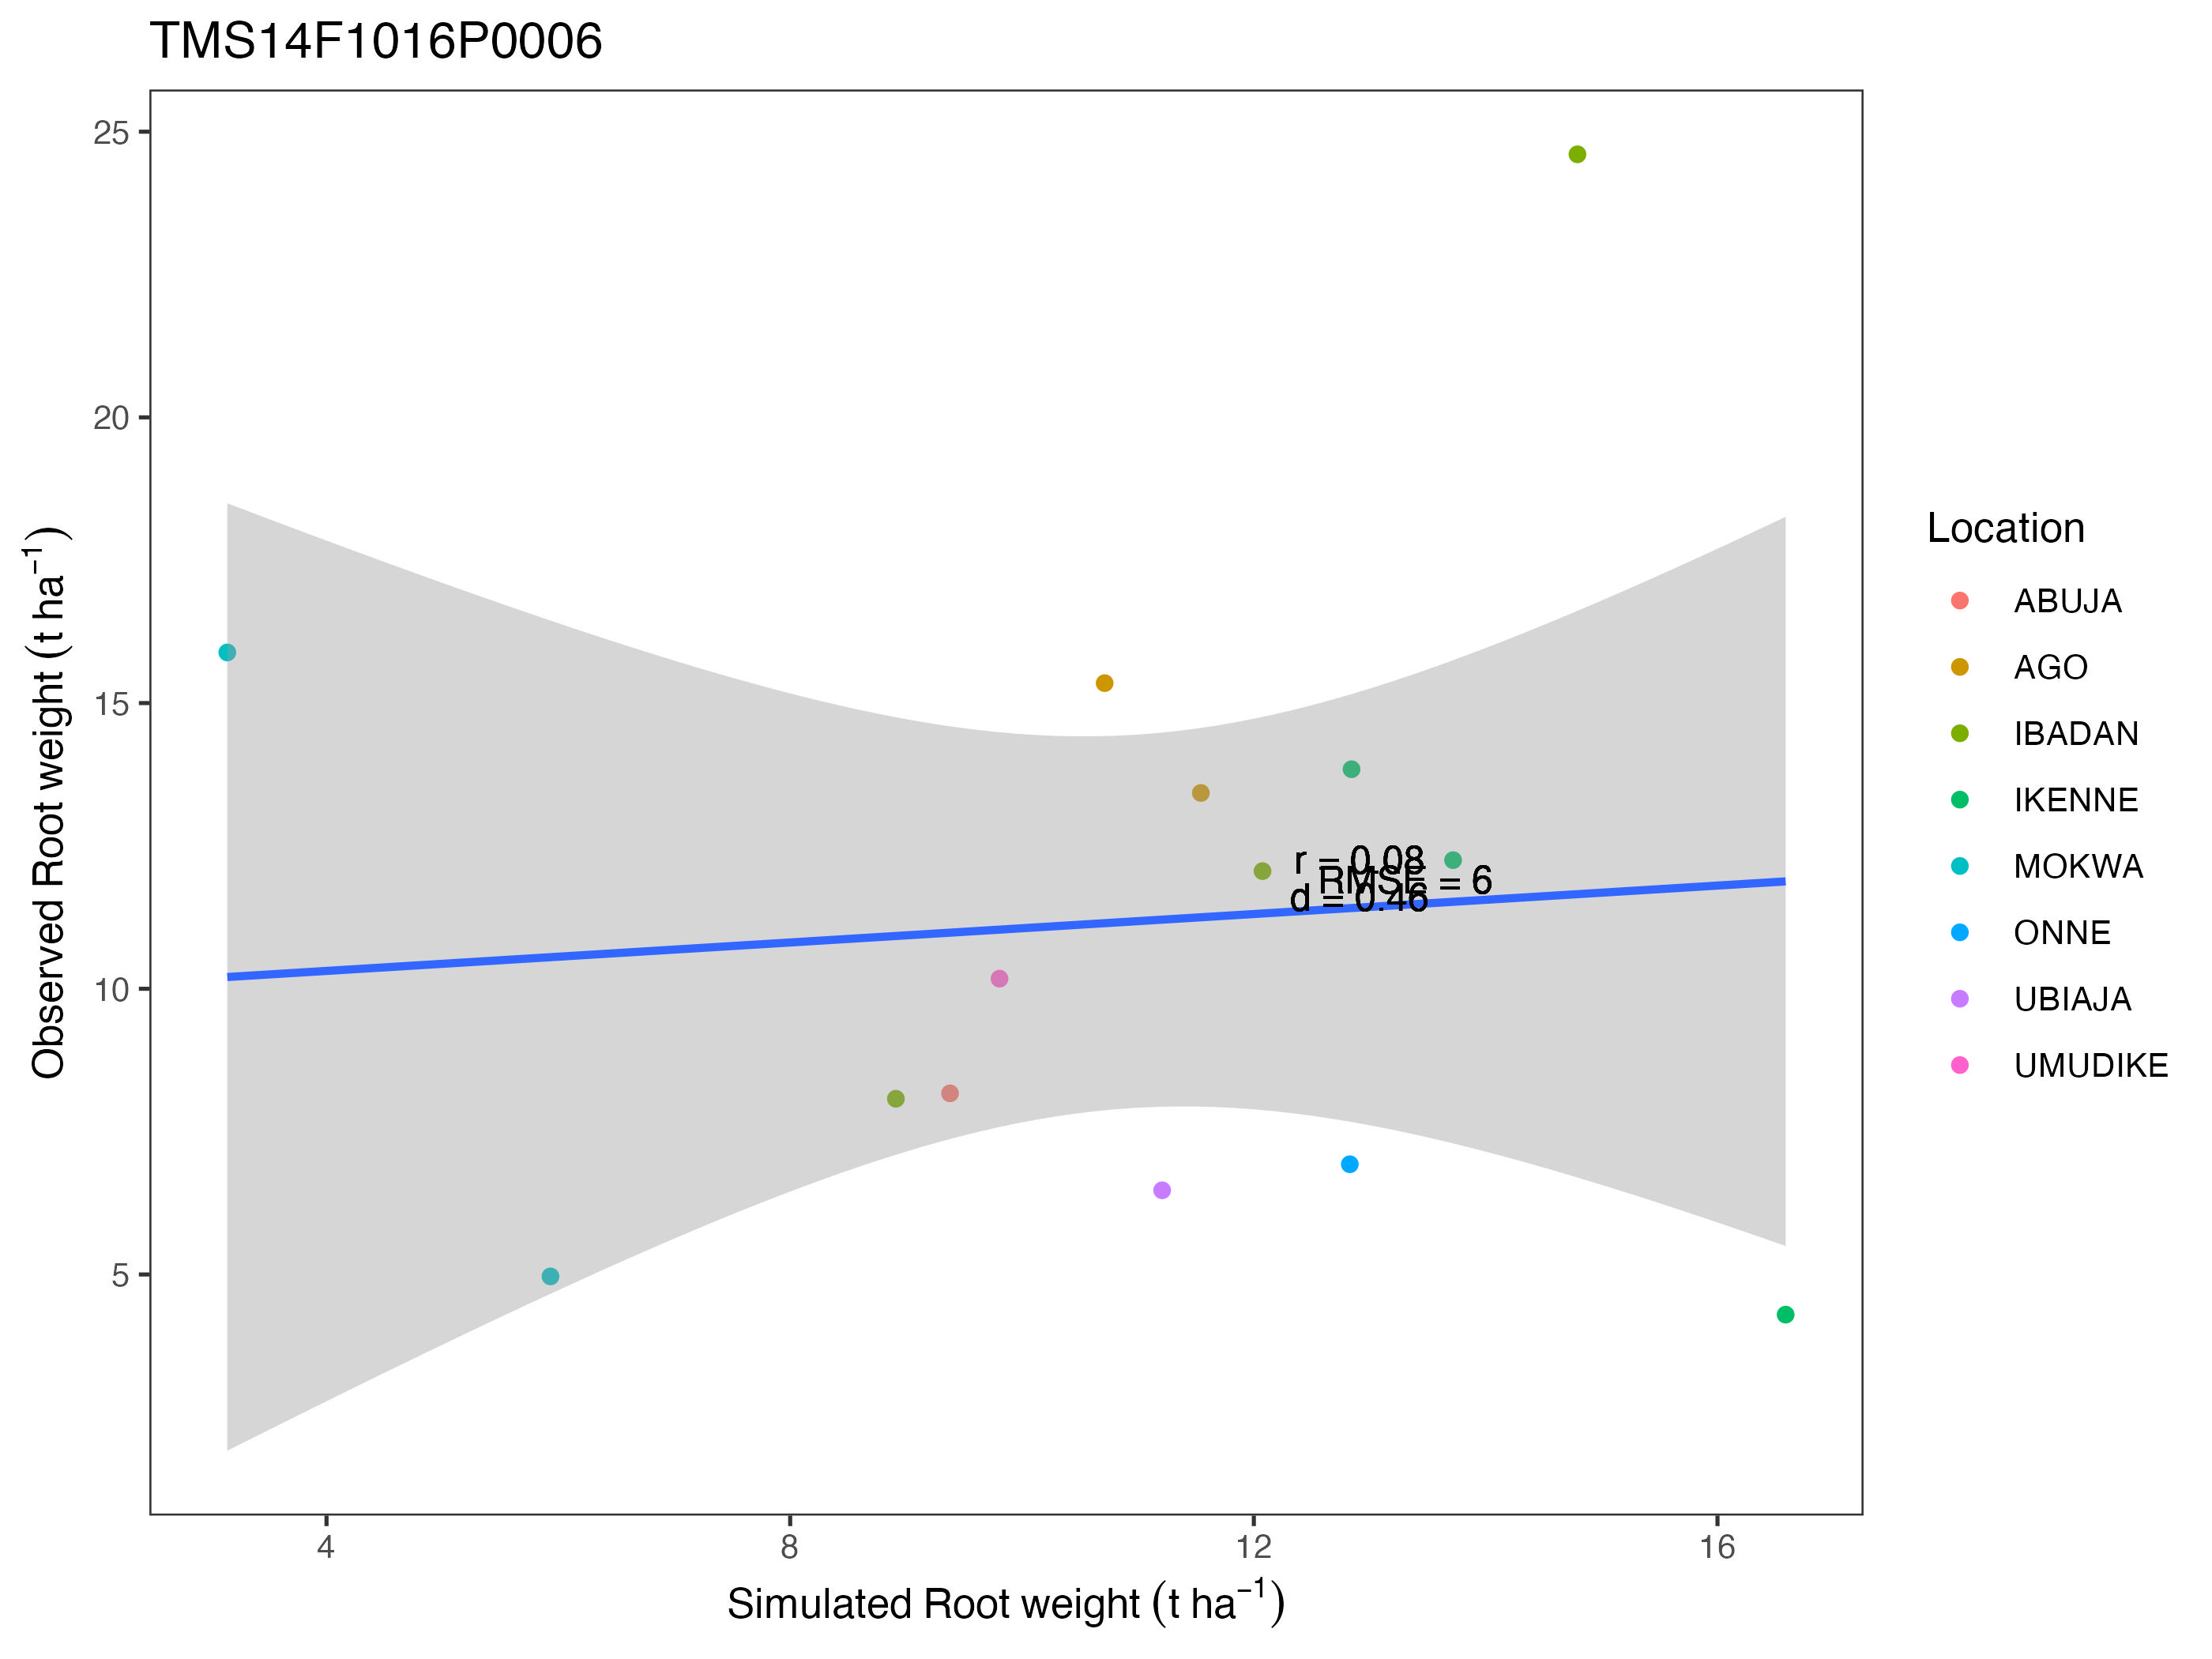 TMS14F1016P0006
25
20
15
10
5
Observed Root weight (t ha⁻¹)
r = 0.08
RMSE = 6
d = 0.46
4 8 12 16
Simulated Root weight (t ha⁻¹)
Location
ABUJA
AGO
IBADAN
IKENNE
MOKWA
ONNE
UBIAJA
UMUDIKE